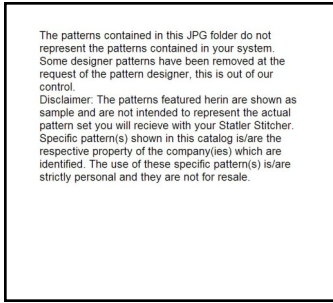 The patterns contained in this JPG folder do not
represent the patterns contained in your system.
Some designer patterns have been removed at the
request of the pattern designer, this is out of our
control.
Disclaimer: The patterns featured herin are shown as
sample and are not intended to represent the actual
pattern set you will recieve with your Statler Stitcher.
Specific pattern(s) shown in this catalog is/are the
respective property of the company(ies) which are
identified. The use of these specific pattern(s) is/are
strictly personal and they are not for resale.